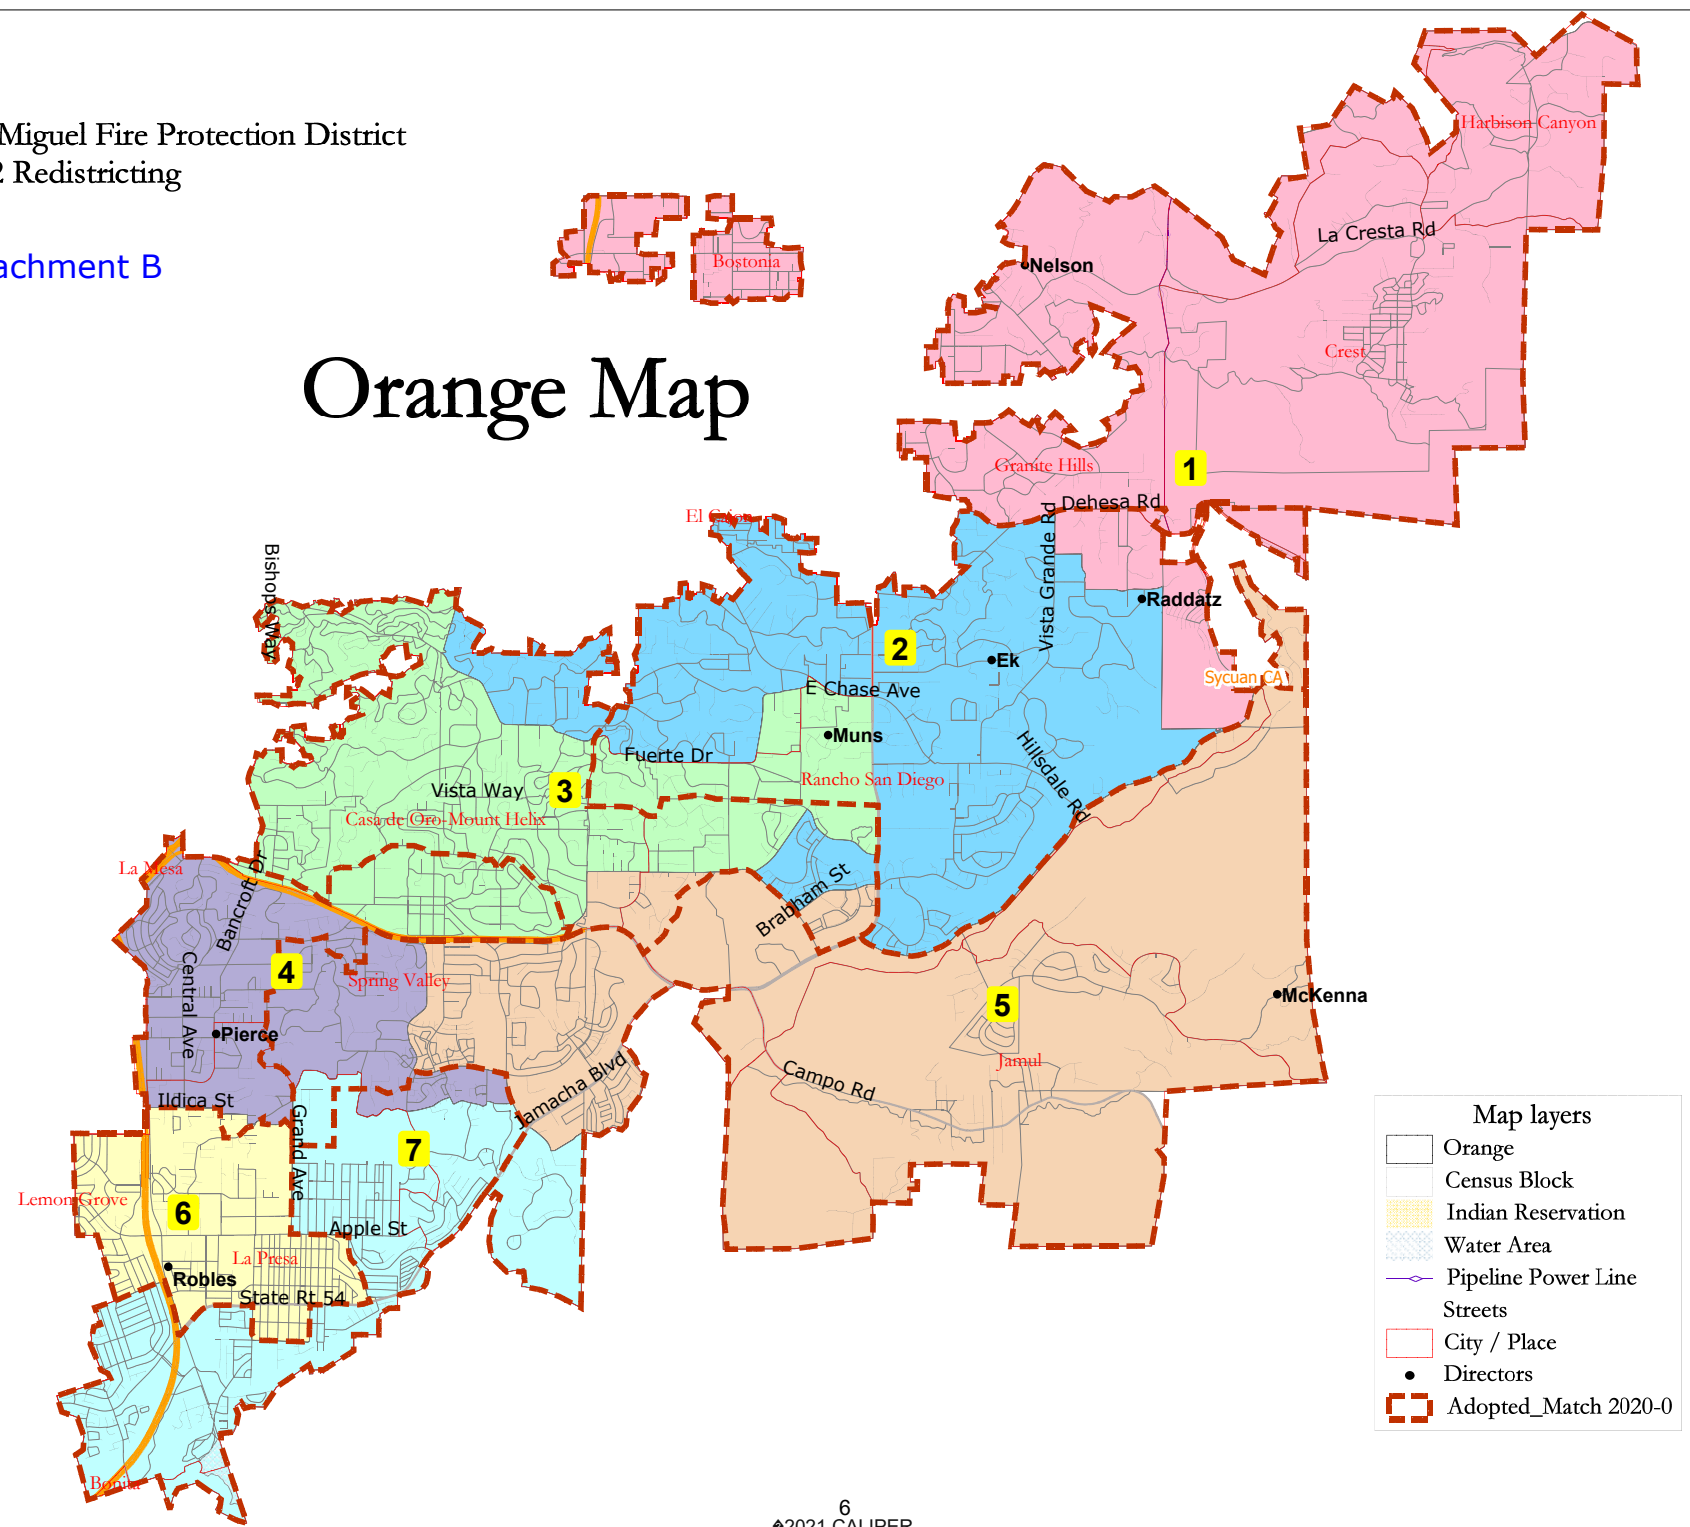 Miguel Fire Protection District
2 Redistricting
achment B
Orange Map
Harbison Canyon
La Cresta Rd
Bostonia
Nelson
Crest
Granite Hills
1
Dehesa Rd
El Cajon
Vista Grande Rd
Bishops Way
Raddatz
2
Ek
Sycuan CA
E Chase Ave
Muns
Fuerte Dr
Hillsdale Rd
Rancho San Diego
Vista Way
3
Casa de Oro-Mount Helix
La Mesa
Bancroft Dr
Brabham St
Central Ave
4
Spring Valley
5
McKenna
Pierce
Jamul
Jamacha Blvd
Campo Rd
Ildica St
Grand Ave
7
Lemon Grove
6
Apple St
La Presa
Robles
State Rt 54
Bonita
Map layers
Orange
Census Block
Indian Reservation
Water Area
Pipeline Power Line
Streets
City / Place
Directors
Adopted_Match 2020-0
6
�2021 CALIPER